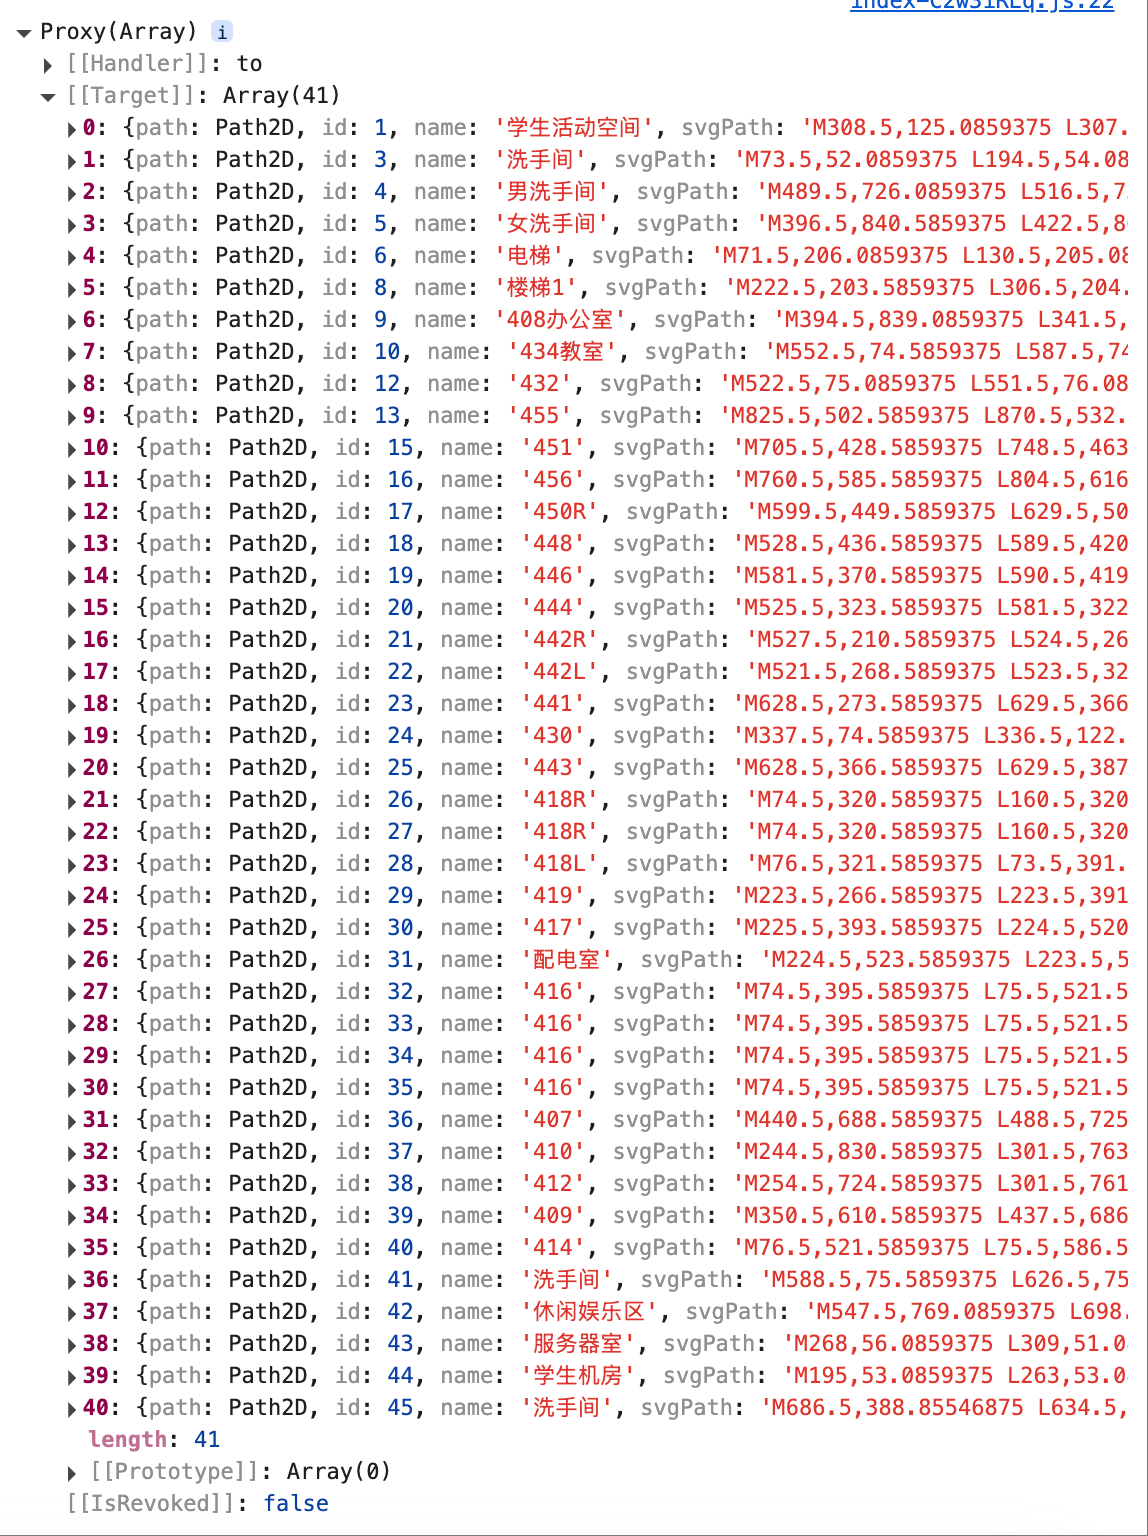 index-C2w31REq.js:22
Proxy(Array) i
[[Handler]]: to
[[Target]]: Array(41)
0: {path: Path2D, id: 1, name: '学生活动空间', svgPath: 'M308.5,125.0859375 L307.
1: {path: Path2D, id: 3, name: '洗手间', svgPath: 'M73.5,52.0859375 L194.5,54.08
2: {path: Path2D, id: 4, name: '男洗手间', svgPath: 'M489.5,726.0859375 L516.5,7
3: {path: Path2D, id: 5, name: '女洗手间', svgPath: 'M396.5,840.5859375 L422.5,8
4: {path: Path2D, id: 6, name: '电梯', svgPath: 'M71.5,206.0859375 L130.5,205.08
5: {path: Path2D, id: 8, name: '楼梯1', svgPath: 'M222.5,203.5859375 L306.5,204.
6: {path: Path2D, id: 9, name: '408办公室', svgPath: 'M394.5,839.0859375 L341.5,
7: {path: Path2D, id: 10, name: '434教室', svgPath: 'M552.5,74.5859375 L587.5,74
8: {path: Path2D, id: 12, name: '432', svgPath: 'M522.5,75.0859375 L551.5,76.08
9: {path: Path2D, id: 13, name: '455', svgPath: 'M825.5,502.5859375 L870.5,532.
10: {path: Path2D, id: 15, name: '451', svgPath: 'M705.5,428.5859375 L748.5,463
11: {path: Path2D, id: 16, name: '456', svgPath: 'M760.5,585.5859375 L804.5,616
12: {path: Path2D, id: 17, name: '450R', svgPath: 'M599.5,449.5859375 L629.5,50
13: {path: Path2D, id: 18, name: '448', svgPath: 'M528.5,436.5859375 L589.5,420
14: {path: Path2D, id: 19, name: '446', svgPath: 'M581.5,370.5859375 L590.5,419
15: {path: Path2D, id: 20, name: '444', svgPath: 'M525.5,323.5859375 L581.5,322
16: {path: Path2D, id: 21, name: '442R', svgPath: 'M527.5,210.5859375 L524.5,26
17: {path: Path2D, id: 22, name: '442L', svgPath: 'M521.5,268.5859375 L523.5,32
18: {path: Path2D, id: 23, name: '441', svgPath: 'M628.5,273.5859375 L629.5,366
19: {path: Path2D, id: 24, name: '430', svgPath: 'M337.5,74.5859375 L336.5,122.
20: {path: Path2D, id: 25, name: '443', svgPath: 'M628.5,366.5859375 L629.5,387
21: {path: Path2D, id: 26, name: '418R', svgPath: 'M74.5,320.5859375 L160.5,320
22: {path: Path2D, id: 27, name: '418R', svgPath: 'M74.5,320.5859375 L160.5,320
23: {path: Path2D, id: 28, name: '418L', svgPath: 'M76.5,321.5859375 L73.5,391.
24: {path: Path2D, id: 29, name: '419', svgPath: 'M223.5,266.5859375 L223.5,391
25: {path: Path2D, id: 30, name: '417', svgPath: 'M225.5,393.5859375 L224.5,520
26: {path: Path2D, id: 31, name: '配电室', svgPath: 'M224.5,523.5859375 L223.5,5
27: {path: Path2D, id: 32, name: '416', svgPath: 'M74.5,395.5859375 L75.5,521.5
28: {path: Path2D, id: 33, name: '416', svgPath: 'M74.5,395.5859375 L75.5,521.5
29: {path: Path2D, id: 34, name: '416', svgPath: 'M74.5,395.5859375 L75.5,521.5
30: {path: Path2D, id: 35, name: '416', svgPath: 'M74.5,395.5859375 L75.5,521.5
31: {path: Path2D, id: 36, name: '407', svgPath: 'M440.5,688.5859375 L488.5,725
32: {path: Path2D, id: 37, name: '410', svgPath: 'M244.5,830.5859375 L301.5,763
33: {path: Path2D, id: 38, name: '412', svgPath: 'M254.5,724.5859375 L301.5,761
34: {path: Path2D, id: 39, name: '409', svgPath: 'M350.5,610.5859375 L437.5,686
35: {path: Path2D, id: 40, name: '414', svgPath: 'M76.5,521.5859375 L75.5,586.5
36: {path: Path2D, id: 41, name: '洗手间', svgPath: 'M588.5,75.5859375 L626.5,75
37: {path: Path2D, id: 42, name: '休闲娱乐区', svgPath: 'M547.5,769.0859375 L698.
38: {path: Path2D, id: 43, name: '服务器室', svgPath: 'M268,56.0859375 L309,51.0
39: {path: Path2D, id: 44, name: '学生机房', svgPath: 'M195,53.0859375 L263,53.0
40: {path: Path2D, id: 45, name: '洗手间', svgPath: 'M686.5,388.85546875 L634.5,
length: 41
[[Prototype]]: Array(0)
[[IsRevoked]]: false